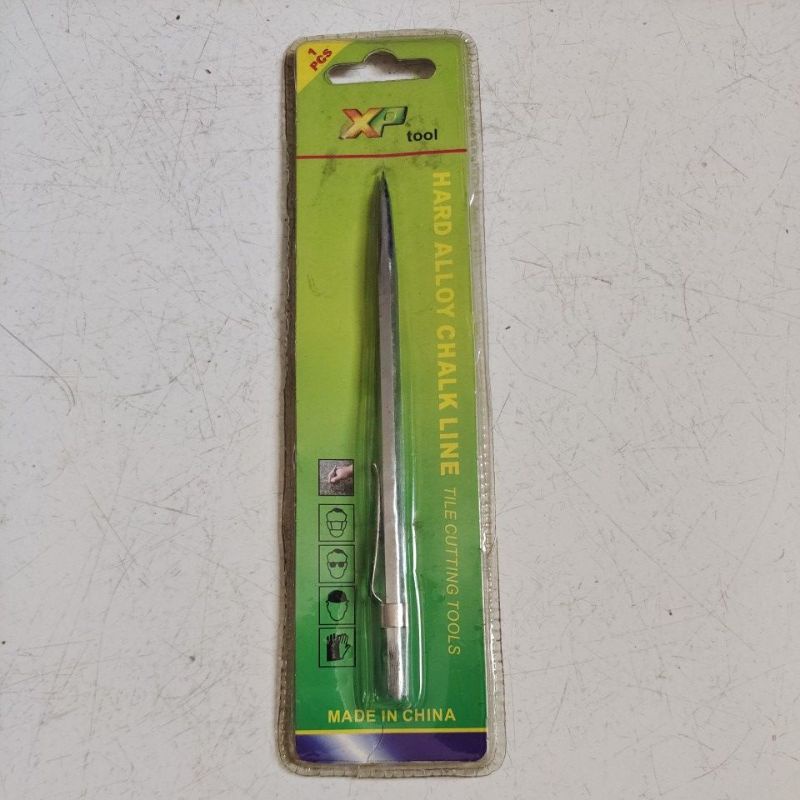 1
PCS
XP
tool
HARD ALLOY CHALK LINE TILE CUTTING TOOLS
MADE IN CHINA